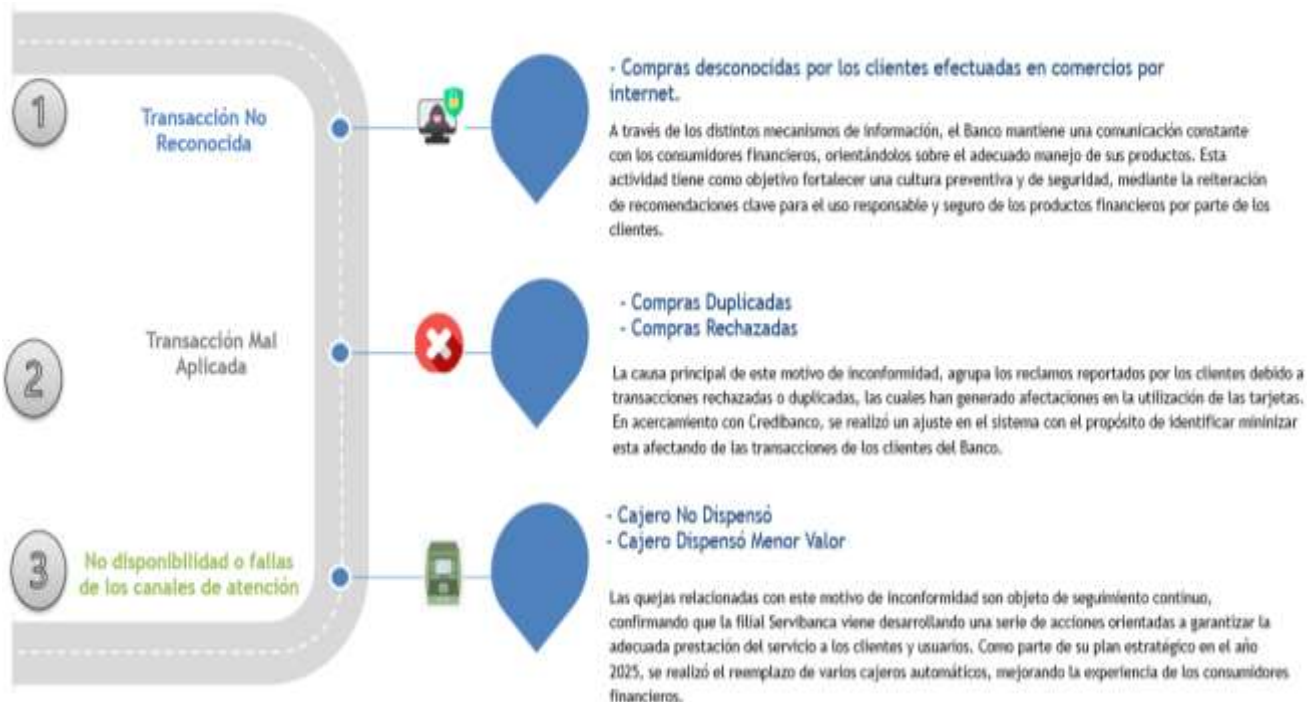 1
Transacción No
Reconocida
- Compras desconocidas por los clientes efectuadas en comercios por
internet.
A través de los distintos mecanismos de información, el Banco mantiene una comunicación constante
con los consumidores financieros, orientándolos sobre el adecuado manejo de sus productos. Esta
actividad tiene como objetivo fortalecer una cultura preventiva y de seguridad, mediante la reiteración
de recomendaciones clave para el uso responsable y seguro de los productos financieros por parte de los
clientes.
2
Transacción Mal
Aplicada
- Compras Duplicadas
- Compras Rechazadas
La causa principal de este motivo de inconformidad, agrupa los reclamos reportados por los clientes debido a
transacciones rechazadas o duplicadas, las cuales han generado afectaciones en la utilización de las tarjetas.
En acercamiento con Credibanco, se realizó un ajuste en el sistema con el propósito de identificar mininizar
esta afectando de las transacciones de los clientes del Banco.
3
No disponibilidad o fallas
de los canales de atención
- Cajero No Dispensó
- Cajero Dispensó Menor Valor
Las quejas relacionadas con este motivo de inconformidad son objeto de seguimiento continuo,
confirmando que la filial Servibanca viene desarrollando una serie de acciones orientadas a garantizar la
adecuada prestación del servicio a los clientes y usuarios. Como parte de su plan estratégico en el año
2025, se realizó el reemplazo de varios cajeros automáticos, mejorando la experiencia de los consumidores
financieros.